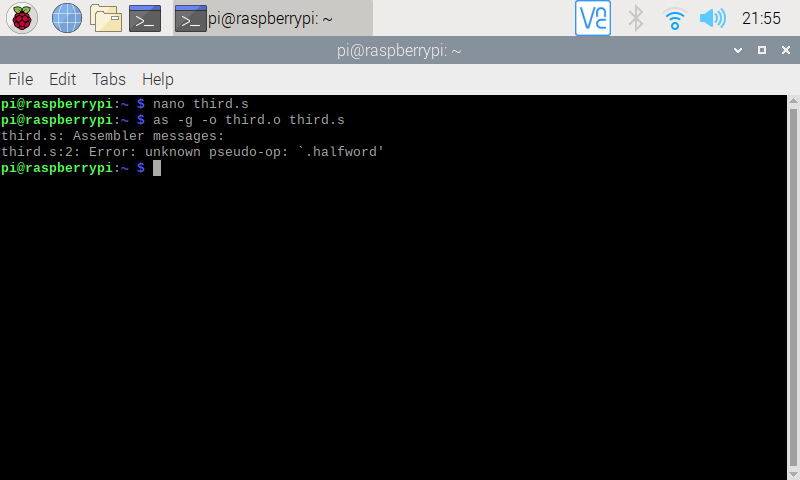 pi@raspberrypi: ~
21:55
pi@raspberrypi: ~
File Edit Tabs Help
pi@raspberrypi:~ $ nano third.s
pi@raspberrypi:~ $ as -g -o third.o third.s
third.s: Assembler messages:
third.s:2: Error: unknown pseudo-op: `.halfword'
pi@raspberrypi:~ $